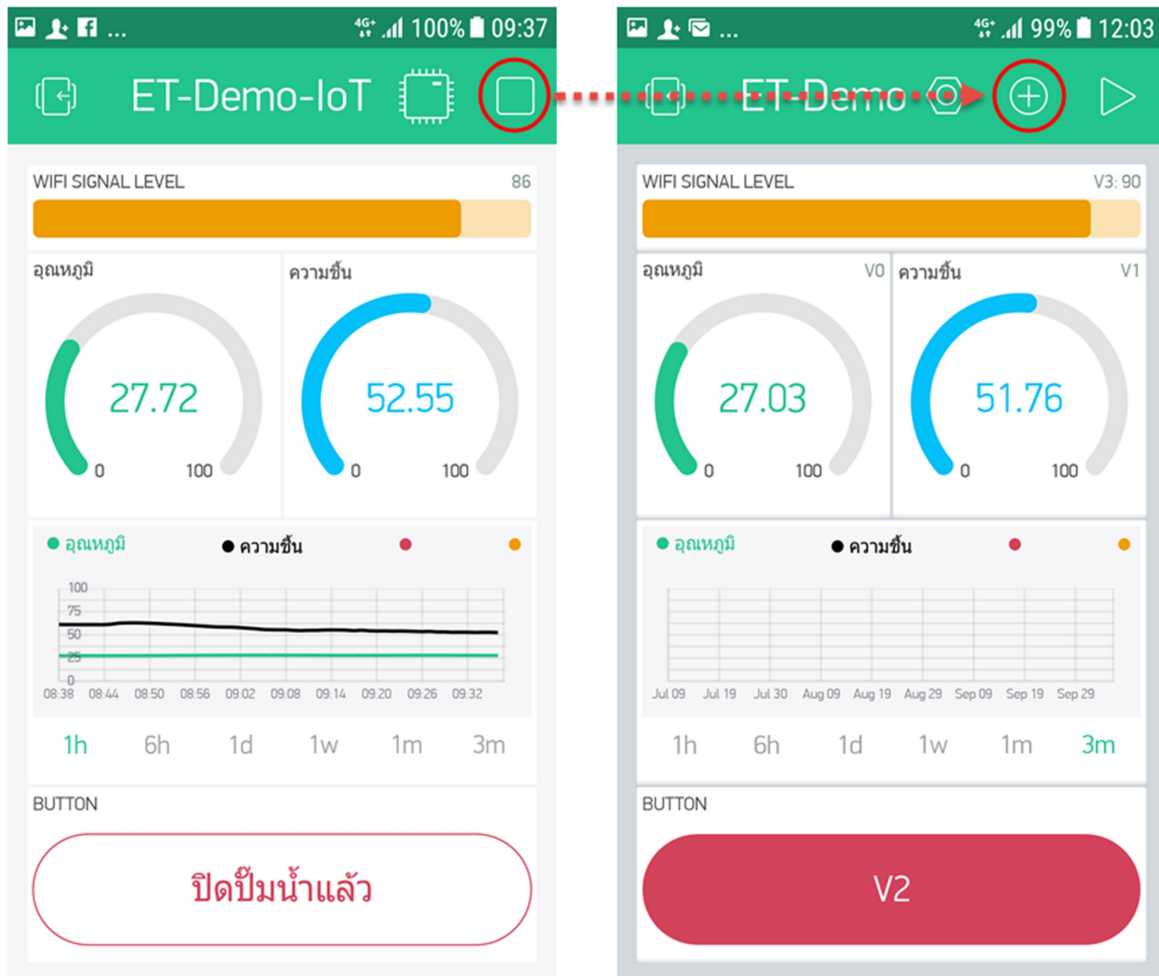 ... 4G+ 100% 09:37
ET-Demo-IoT
WIFI SIGNAL LEVEL 86
อุณหภูมิ ความชื้น
27.72 52.55
0 100 0 100
อุณหภูมิ ความชื้น
100
75
50
25
0
08:38 08:44 08:50 08:56 09:02 09:08 09:14 09:20 09:26 09:32
1h 6h 1d 1w 1m 3m
BUTTON
ปิดปั๊มน้ำแล้ว
... 4G+ 99% 12:03
ET-Demo
WIFI SIGNAL LEVEL V3: 90
อุณหภูมิ V0 ความชื้น V1
27.03 51.76
0 100 0 100
อุณหภูมิ ความชื้น
Jul 09 Jul 19 Jul 30 Aug 09 Aug 19 Aug 29 Sep 09 Sep 19 Sep 29
1h 6h 1d 1w 1m 3m
BUTTON
V2